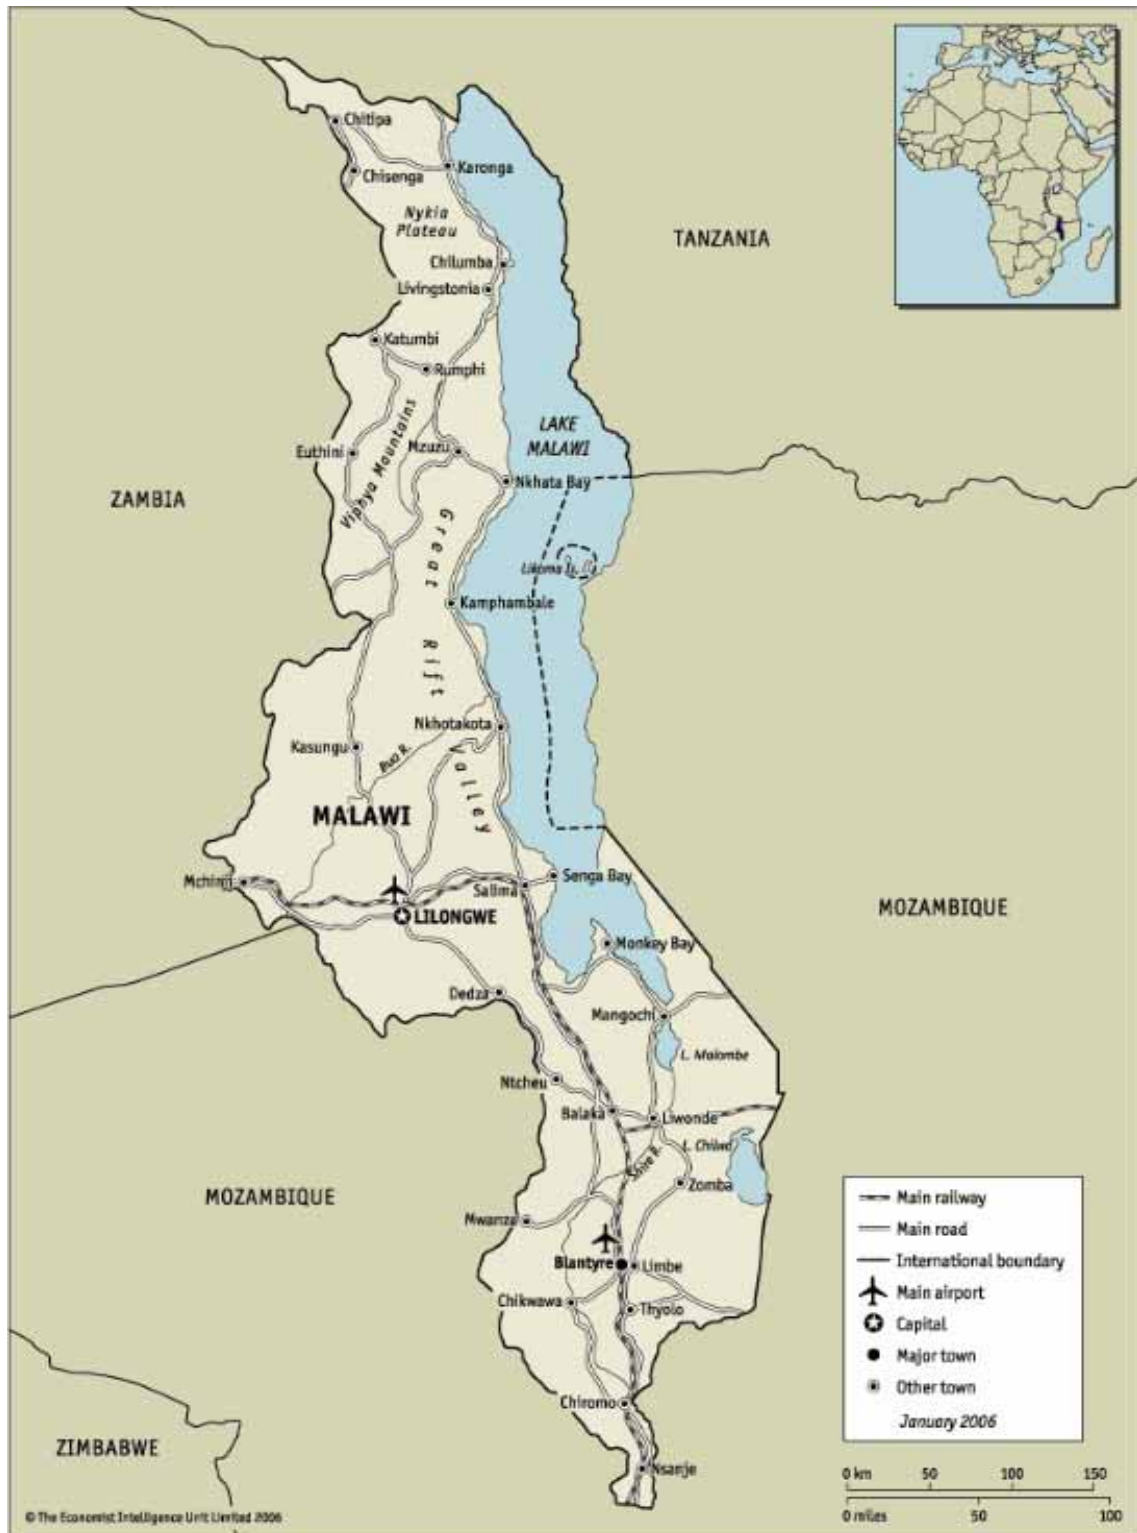 Chitipa
Karonga
Chisenga
Nykia
Plateau
TANZANIA
Chilumba
Livingstonia
Katumbi
Rumphi
LAKE
MALAWI
Viphya Mountains
Euthini
Mzuzu
Nkhata Bay
ZAMBIA
Great Rift Valley
Likoma Is.
Kamphambale
Nkhotakota
Kasungu
Bua R.
MALAWI
Mchinji
Salima
Senga Bay
LILONGWE
MOZAMBIQUE
Monkey Bay
Dedza
Mangochi
L. Malombe
Ntcheu
Balaka
Liwonde
L. Chilwa
Shire R.
Zomba
MOZAMBIQUE
Mwanza
Blantyre
Limbe
Chikwawa
Thyolo
Chiromo
Nsanje
ZIMBABWE
Main railway
Main road
International boundary
Main airport
Capital
Major town
Other town
January 2006
0 km 50 100 150
0 miles 50 100
© The Economist Intelligence Unit Limited 2006